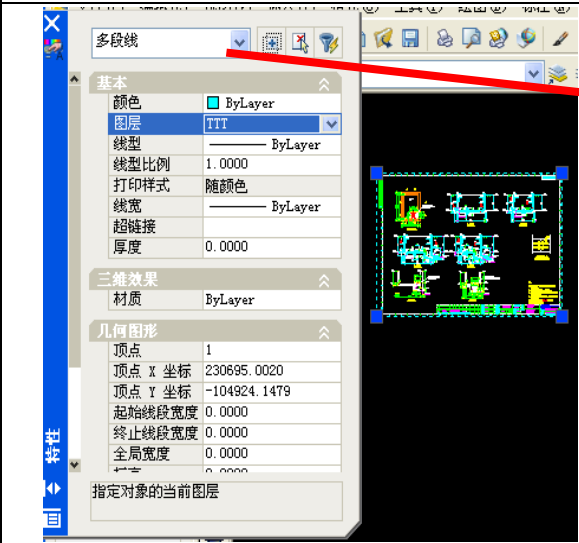 多段线
基本
颜色 ByLayer
图层 TTT
线型 ByLayer
线型比例 1.0000
打印样式 随颜色
线宽 ByLayer
超链接
厚度 0.0000
三维效果
材质 ByLayer
几何图形
顶点 1
顶点 X 坐标 230695.0020
顶点 Y 坐标 -104924.1479
起始线段宽度 0.0000
终止线段宽度 0.0000
全局宽度 0.0000
指定对象的当前图层
特性